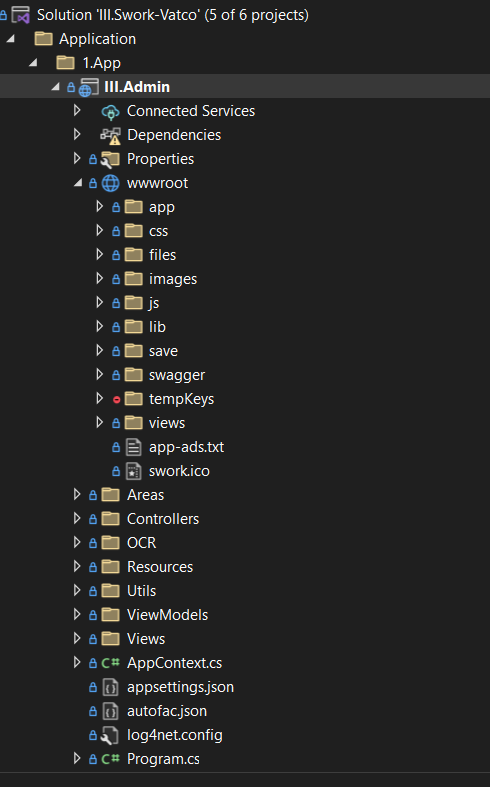 Solution 'III.Swork-Vatco' (5 of 6 projects)
Application
1.App
III.Admin
Connected Services
Dependencies
Properties
wwwroot
app
css
files
images
js
lib
save
swagger
tempKeys
views
app-ads.txt
swork.ico
Areas
Controllers
OCR
Resources
Utils
ViewModels
Views
C# AppContext.cs
appsettings.json
autofac.json
log4net.config
C# Program.cs